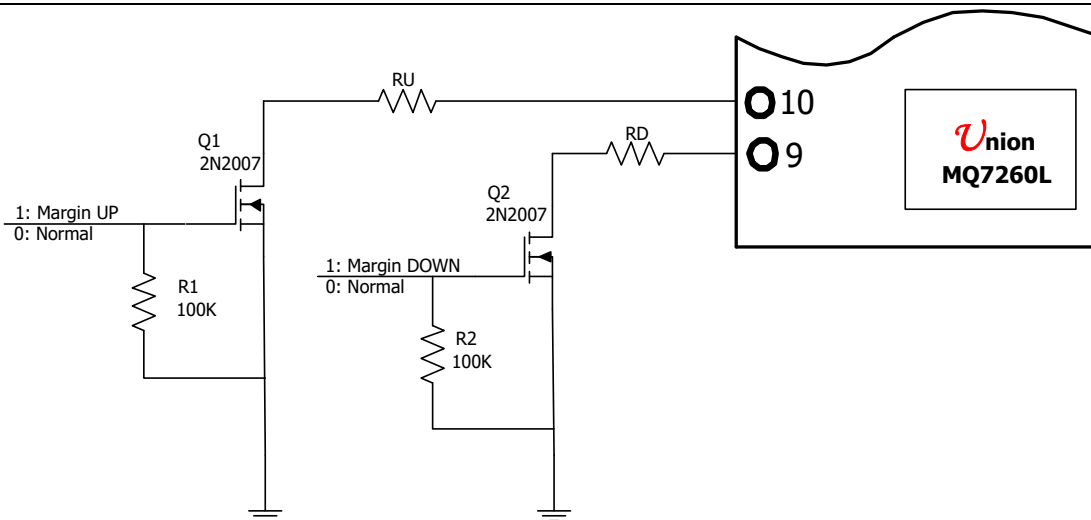 RU
10
Q1
2N2007
RD
9
Union
MQ7260L
Q2
2N2007
1: Margin UP
0: Normal
1: Margin DOWN
0: Normal
R1
100K
R2
100K